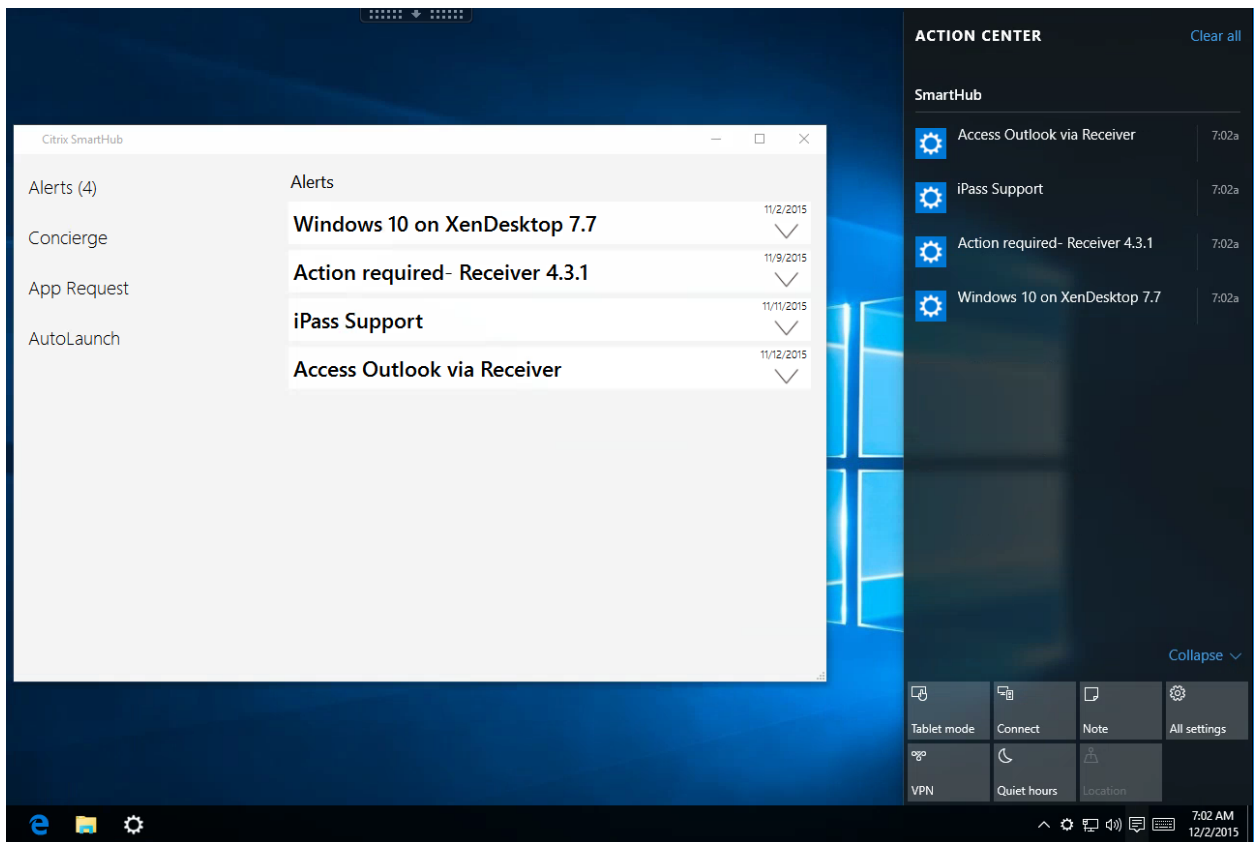 Citrix SmartHub
Alerts (4)
Concierge
App Request
AutoLaunch
Alerts
Windows 10 on XenDesktop 7.7
11/2/2015
Action required- Receiver 4.3.1
11/9/2015
iPass Support
11/11/2015
Access Outlook via Receiver
11/12/2015
ACTION CENTER
Clear all
SmartHub
Access Outlook via Receiver
7:02a
iPass Support
7:02a
Action required- Receiver 4.3.1
7:02a
Windows 10 on XenDesktop 7.7
7:02a
Collapse
Tablet mode
Connect
Note
All settings
VPN
Quiet hours
Location
7:02 AM
12/2/2015